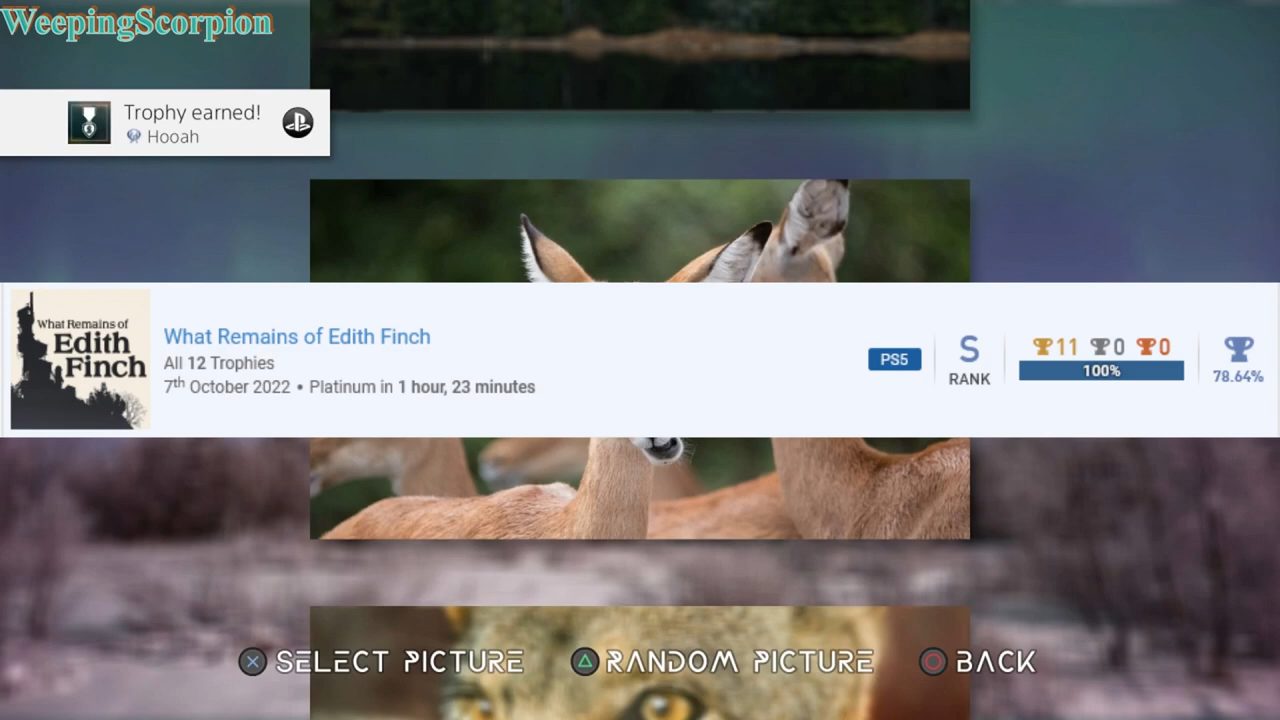 WeepingScorpion
Trophy earned!
Hooah
What Remains of
Edith
Finch
What Remains of Edith Finch
All 12 Trophies
7th October 2022 • Platinum in 1 hour, 23 minutes
PS5
S
RANK
11 0 0
100%
78.64%
SELECT PICTURE RANDOM PICTURE BACK